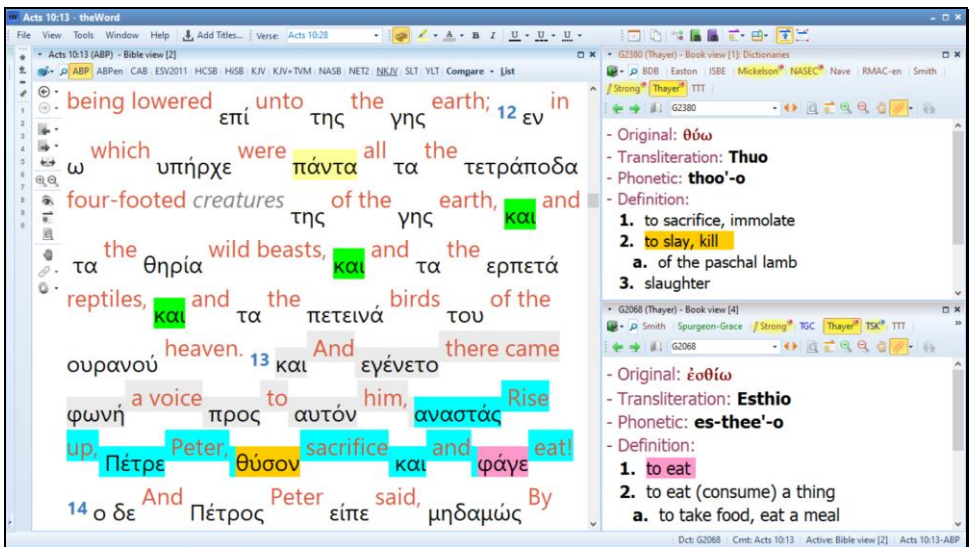 Acts 10:13 - theWord
File View Tools Window Help Add Titles... Verse: Acts 10:28
Acts 10:13 (ABP) - Bible view [2]
ABP ABPen CAB ESV2011 HCSB HiSB KJV KJV+TVM NASB NET2 NKJV SLT YLT Compare List
being lowered unto the earth; 12 in
επί της γης εν
which were all the
ω υπήρχε πάντα τα τετράποδα
four-footed creatures of the earth, and
της γης και
the wild beasts, and the
τα θηρία και τα ερπετά
reptiles, and the birds of the
και τα πετεινά του
heaven. 13 And there came
ουρανού και εγένετο
a voice to him, Rise
φωνή προς αυτόν αναστάς
up, Peter, sacrifice and eat!
Πέτρε θύσον και φάγε
14 And Peter said, By
ο δε Πέτρος είπε μηδαμώς
G2380 (Thayer) - Book view [1]: Dictionaries
BDB Easton ISBE Mickelson NASEC Nave RMAC-en Smith
Strong Thayer TTT
G2380
- Original: θύω
- Transliteration: Thuo
- Phonetic: thoo'-o
- Definition:
1. to sacrifice, immolate
2. to slay, kill
a. of the paschal lamb
3. slaughter
G2068 (Thayer) - Book view [4]
Smith Spurgeon-Grace Strong TGC Thayer TSK TTT
G2068
- Original: ἐσθίω
- Transliteration: Esthio
- Phonetic: es-thee'-o
- Definition:
1. to eat
2. to eat (consume) a thing
a. to take food, eat a meal
Dct: G2068 Cmt: Acts 10:13 Active: Bible view [2] Acts 10:13-ABP